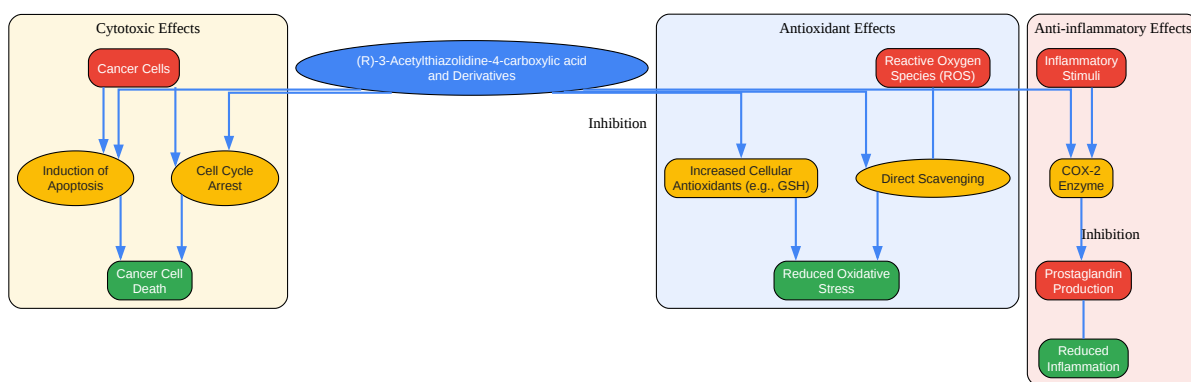 Cytotoxic Effects
Cancer Cells
Induction of
Apoptosis
Cell Cycle
Arrest
Cancer Cell
Death
(R)-3-Acetylthiazolidine-4-carboxylic acid
and Derivatives
Inhibition
Antioxidant Effects
Reactive Oxygen
Species (ROS)
Increased Cellular
Antioxidants (e.g., GSH)
Direct Scavenging
Reduced Oxidative
Stress
Anti-inflammatory Effects
Inflammatory
Stimuli
COX-2
Enzyme
Inhibition
Prostaglandin
Production
Reduced
Inflammation